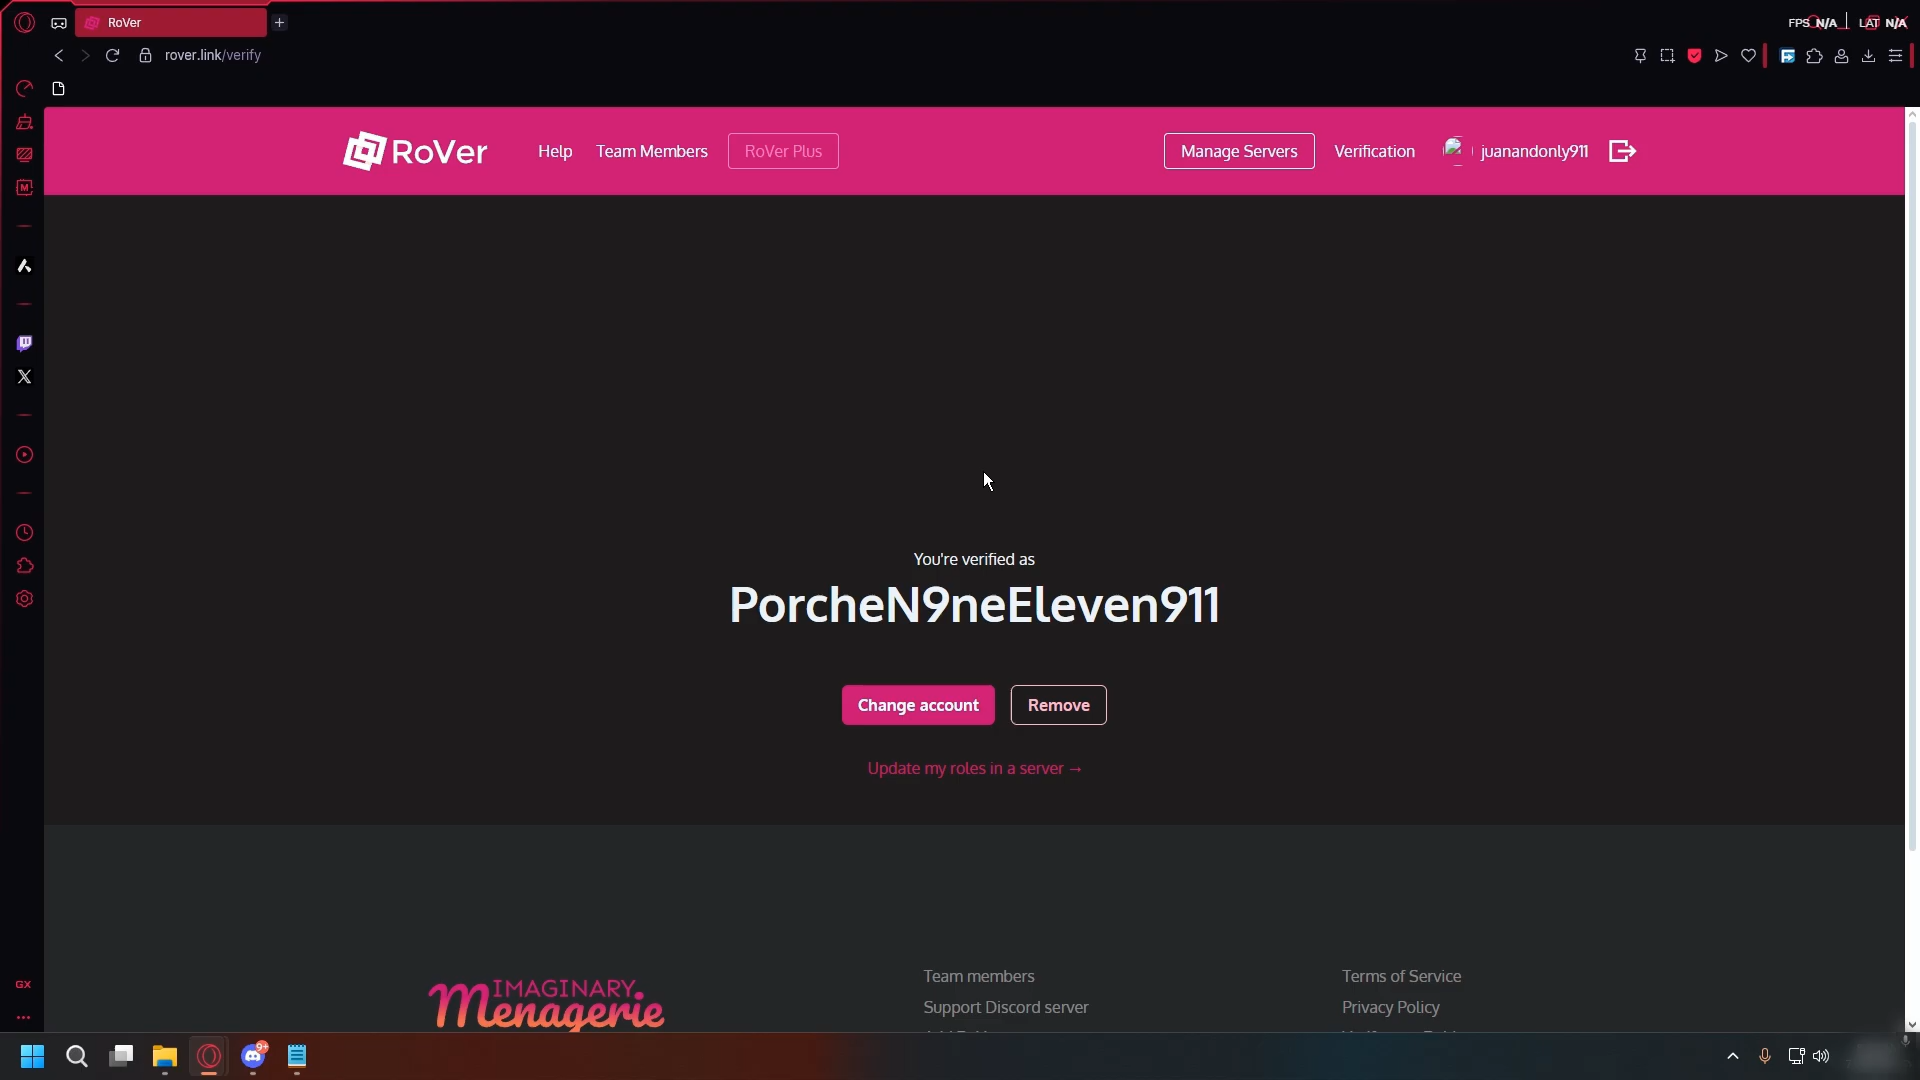 RoVer
FPS N/A
LAT N/A
rover.link/verify
RoVer
Help
Team Members
RoVer Plus
Manage Servers
Verification
juanandonly911
You're verified as
PorcheN9neEleven911
Change account
Remove
Update my roles in a server →
IMAGINARY
Menagerie
Team members
Terms of Service
Support Discord server
Privacy Policy
GX
9+